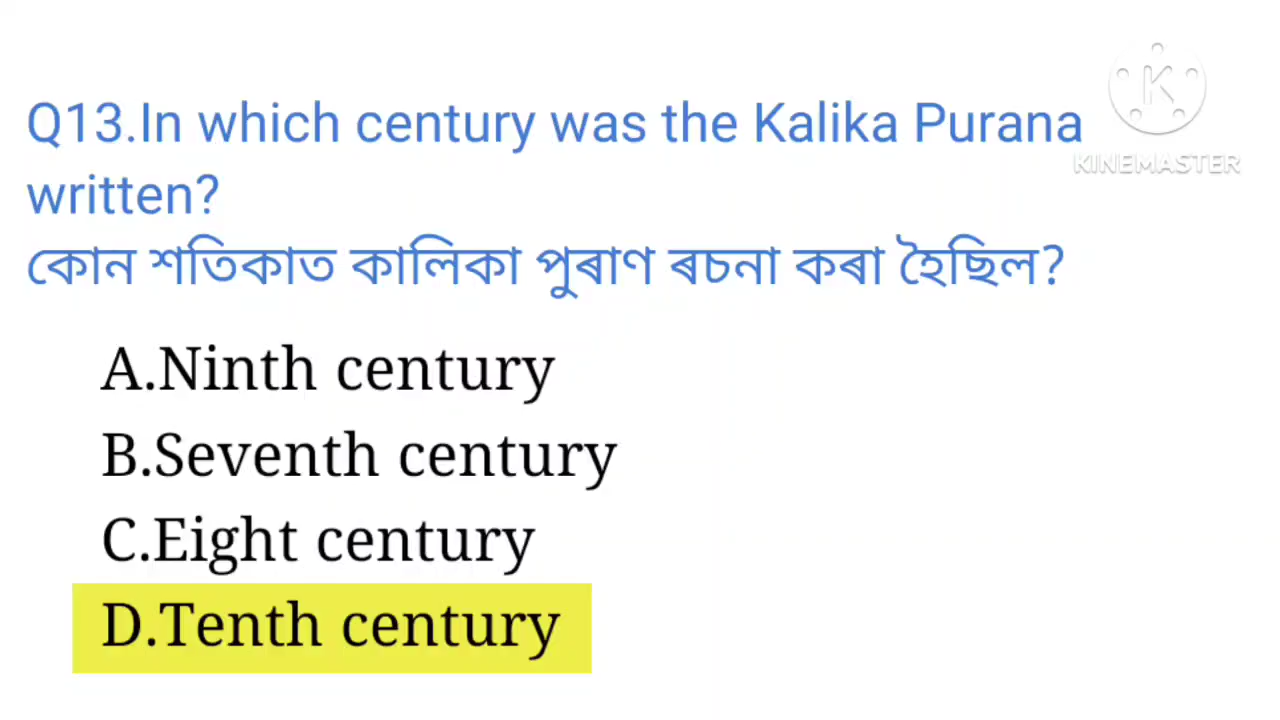 Q13.In which century was the Kalika Purana
written?
কোন শতিকাত কালিকা পুৰাণ ৰচনা কৰা হৈছিল?
A.Ninth century
B.Seventh century
C.Eight century
D.Tenth century
K
KINEMASTER